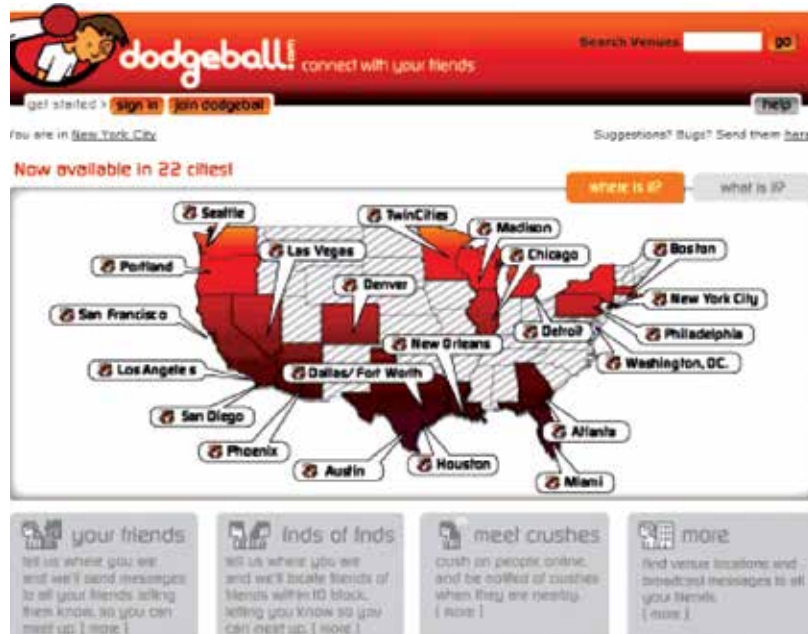 dodgeball.com connect with your friends
Search Venues go
get started > sign in join dodgeball help
You are in New York City Suggestions? Bugs? Send them here
Now available in 22 cities!
where is it? what is it?
Seattle
TwinCities
Madison
Boston
Las Vegas
Chicago
Portland
Denver
New York City
San Francisco
Detroit
Philadelphia
New Orleans
Washington, DC.
Los Angeles
Dallas/Fort Worth
San Diego
Atlanta
Phoenix
Austin
Houston
Miami
your friends
tell us where you are
and we'll send messages
to all your friends telling
them know, so you can
meet up. [ more ]
fnds of fnds
tell us where you are
and we'll locate friends of
friends within 10 block,
letting you know so you
can meet up. [ more ]
meet crushes
crush on people online,
and be notified of crushes
when they are nearby.
[ more ]
more
find venue locations and
broadcast messages to all
your friends.
[ more ]